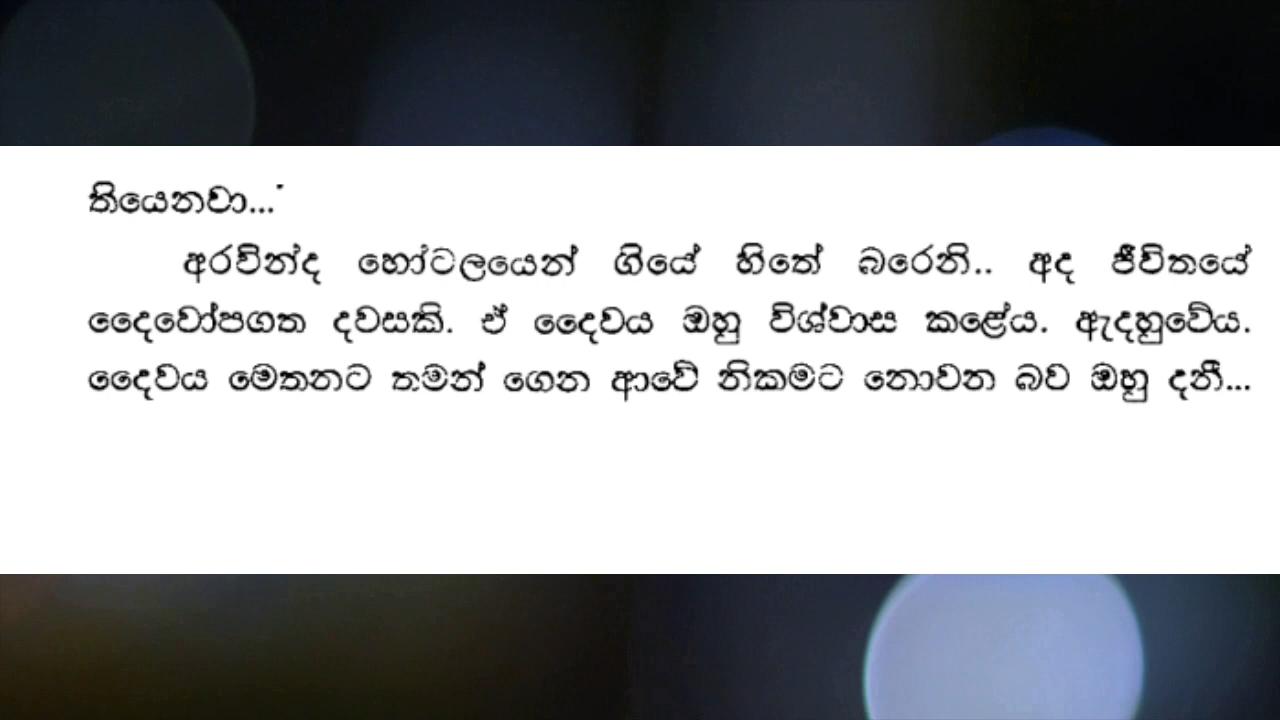 තියෙනවා...'
අරවින්ද හෝටලයෙන් ගියේ හිතේ බරෙනි.. අද ජීවිතයේ
දෛවෝපගත දවසකි. ඒ දෛවය ඔහු විශ්වාස කළේය. ඇදහුවේය.
දෛවය මෙතනට තමන් ගෙන ආවේ නිකමට නොවන බව ඔහු දනී...